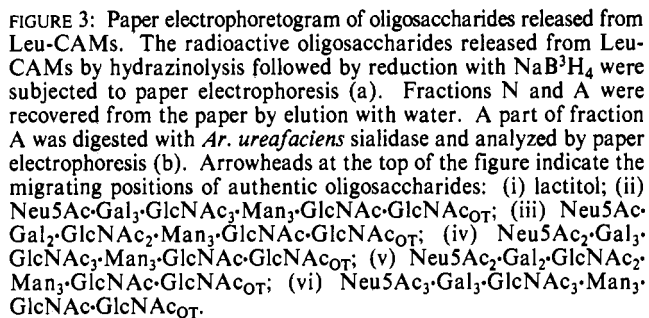 FIGURE 3: Paper electrophoretogram of oligosaccharides released from
Leu-CAMs. The radioactive oligosaccharides released from Leu-
CAMs by hydrazinolysis followed by reduction with NaB³H₄ were
subjected to paper electrophoresis (a). Fractions N and A were
recovered from the paper by elution with water. A part of fraction
A was digested with Ar. ureafaciens sialidase and analyzed by paper
electrophoresis (b). Arrowheads at the top of the figure indicate the
migrating positions of authentic oligosaccharides: (i) lactitol; (ii)
Neu5Ac·Gal₃·GlcNAc₃·Man₃·GlcNAc·GlcNAc_OT; (iii) Neu5Ac·
Gal₂·GlcNAc₂·Man₃·GlcNAc·GlcNAc_OT; (iv) Neu5Ac₂·Gal₃·
GlcNAc₃·Man₃·GlcNAc·GlcNAc_OT; (v) Neu5Ac₂·Gal₂·GlcNAc₂·
Man₃·GlcNAc·GlcNAc_OT; (vi) Neu5Ac₃·Gal₃·GlcNAc₃·Man₃·
GlcNAc·GlcNAc_OT.